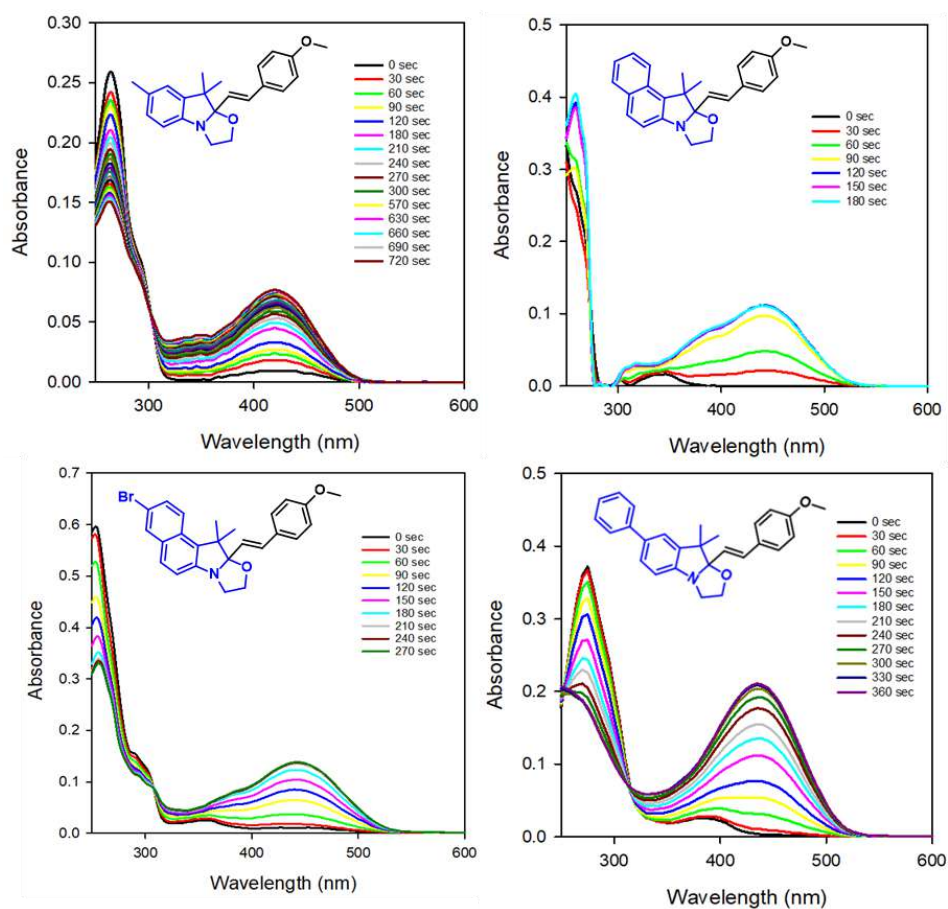 0.30
0.25
0.20
0.15
0.10
0.05
0.00
Absorbance
300
400
500
600
Wavelength (nm)
N
O
O
0 sec
30 sec
60 sec
90 sec
120 sec
180 sec
210 sec
240 sec
270 sec
300 sec
570 sec
630 sec
660 sec
690 sec
720 sec
0.5
0.4
0.3
0.2
0.1
0.0
Absorbance
300
400
500
600
Wavelength (nm)
N
O
O
0 sec
30 sec
60 sec
90 sec
120 sec
150 sec
180 sec
0.7
0.6
0.5
0.4
0.3
0.2
0.1
0.0
Absorbance
300
400
500
600
Wavelength (nm)
Br
N
O
O
0 sec
30 sec
60 sec
90 sec
120 sec
150 sec
180 sec
210 sec
240 sec
270 sec
0.5
0.4
0.3
0.2
0.1
0.0
Absorbance
300
400
500
600
Wavelength (nm)
N
O
O
0 sec
30 sec
60 sec
90 sec
120 sec
150 sec
180 sec
210 sec
240 sec
270 sec
300 sec
330 sec
360 sec